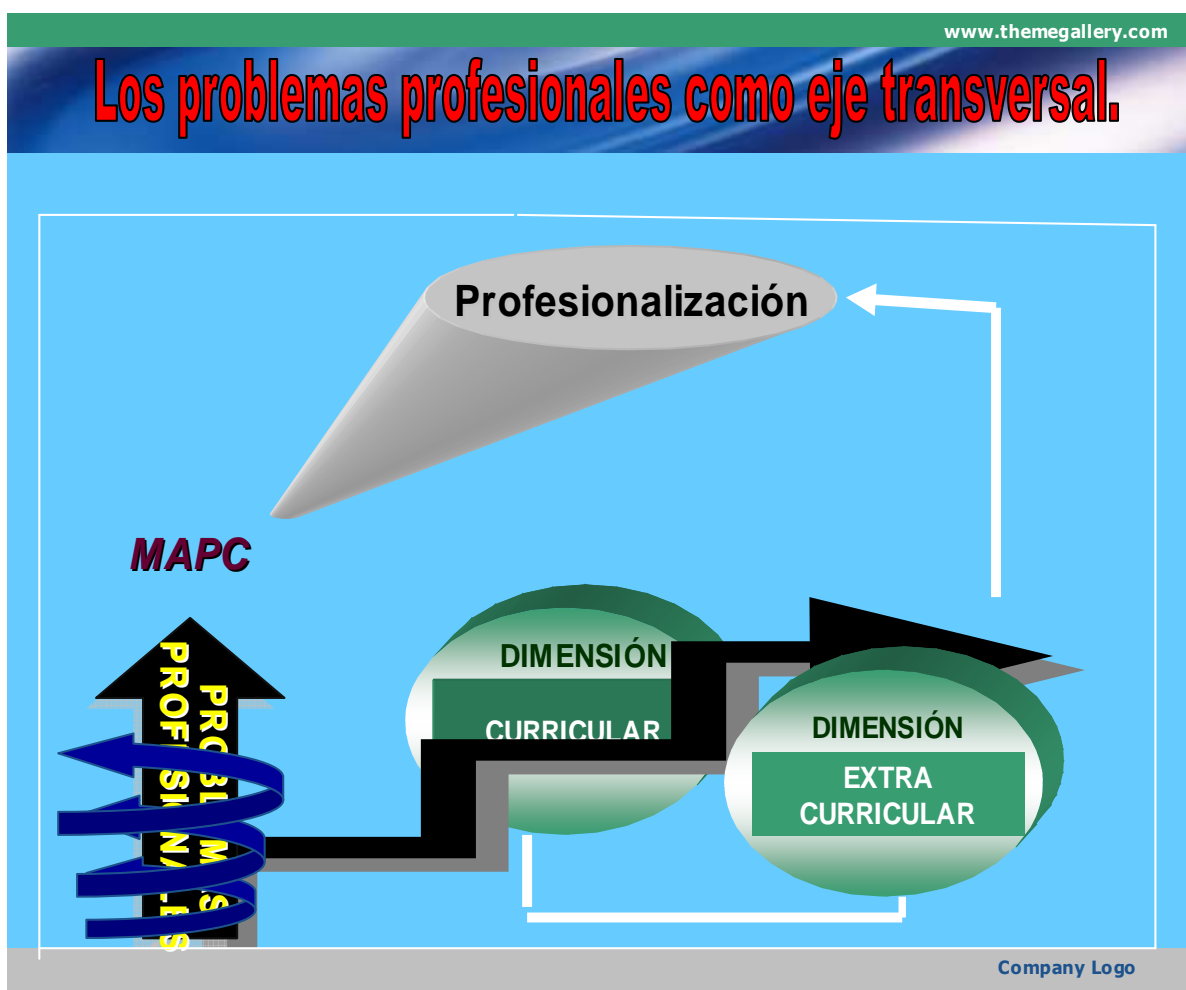 www.themegallery.com
Los problemas profesionales como eje transversal.
Profesionalización
MAPC
PROBLEMAS
PROFESIONALES
DIMENSIÓN
CURRICULAR
DIMENSIÓN
EXTRA
CURRICULAR
Company Logo